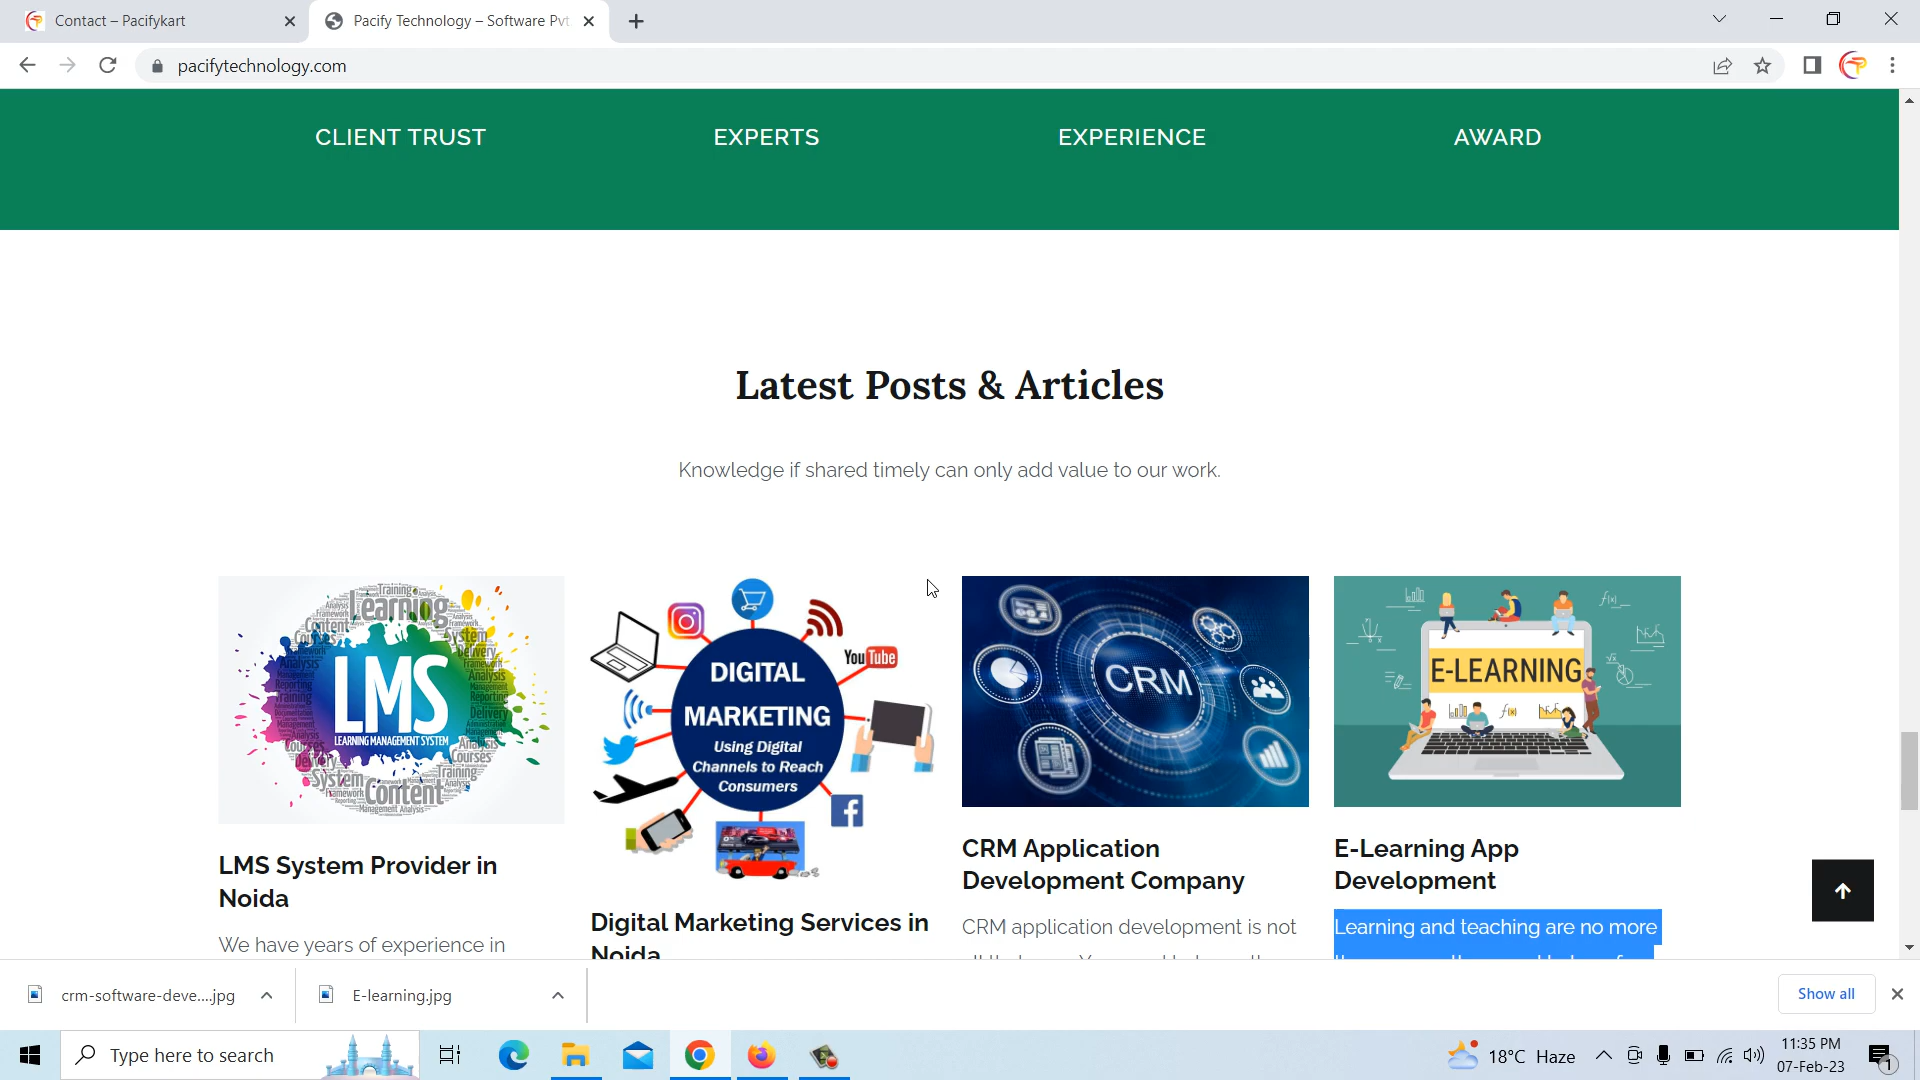 Contact – Pacifykart
Pacify Technology – Software Pvt
pacifytechnology.com
CLIENT TRUST
EXPERTS
EXPERIENCE
AWARD
Latest Posts & Articles
Knowledge if shared timely can only add value to our work.
Learning
LMS
LEARNING MANAGEMENT SYSTEM
System
Content
DIGITAL
MARKETING
Using Digital
Channels to Reach
Consumers
YouTube
CRM
E-LEARNING
LMS System Provider in
Noida
We have years of experience in
Digital Marketing Services in
Noida
CRM Application
Development Company
CRM application development is not
E-Learning App
Development
Learning and teaching are no more
crm-software-deve....jpg
E-learning.jpg
Show all
Type here to search
18°C Haze
11:35 PM
07-Feb-23
1